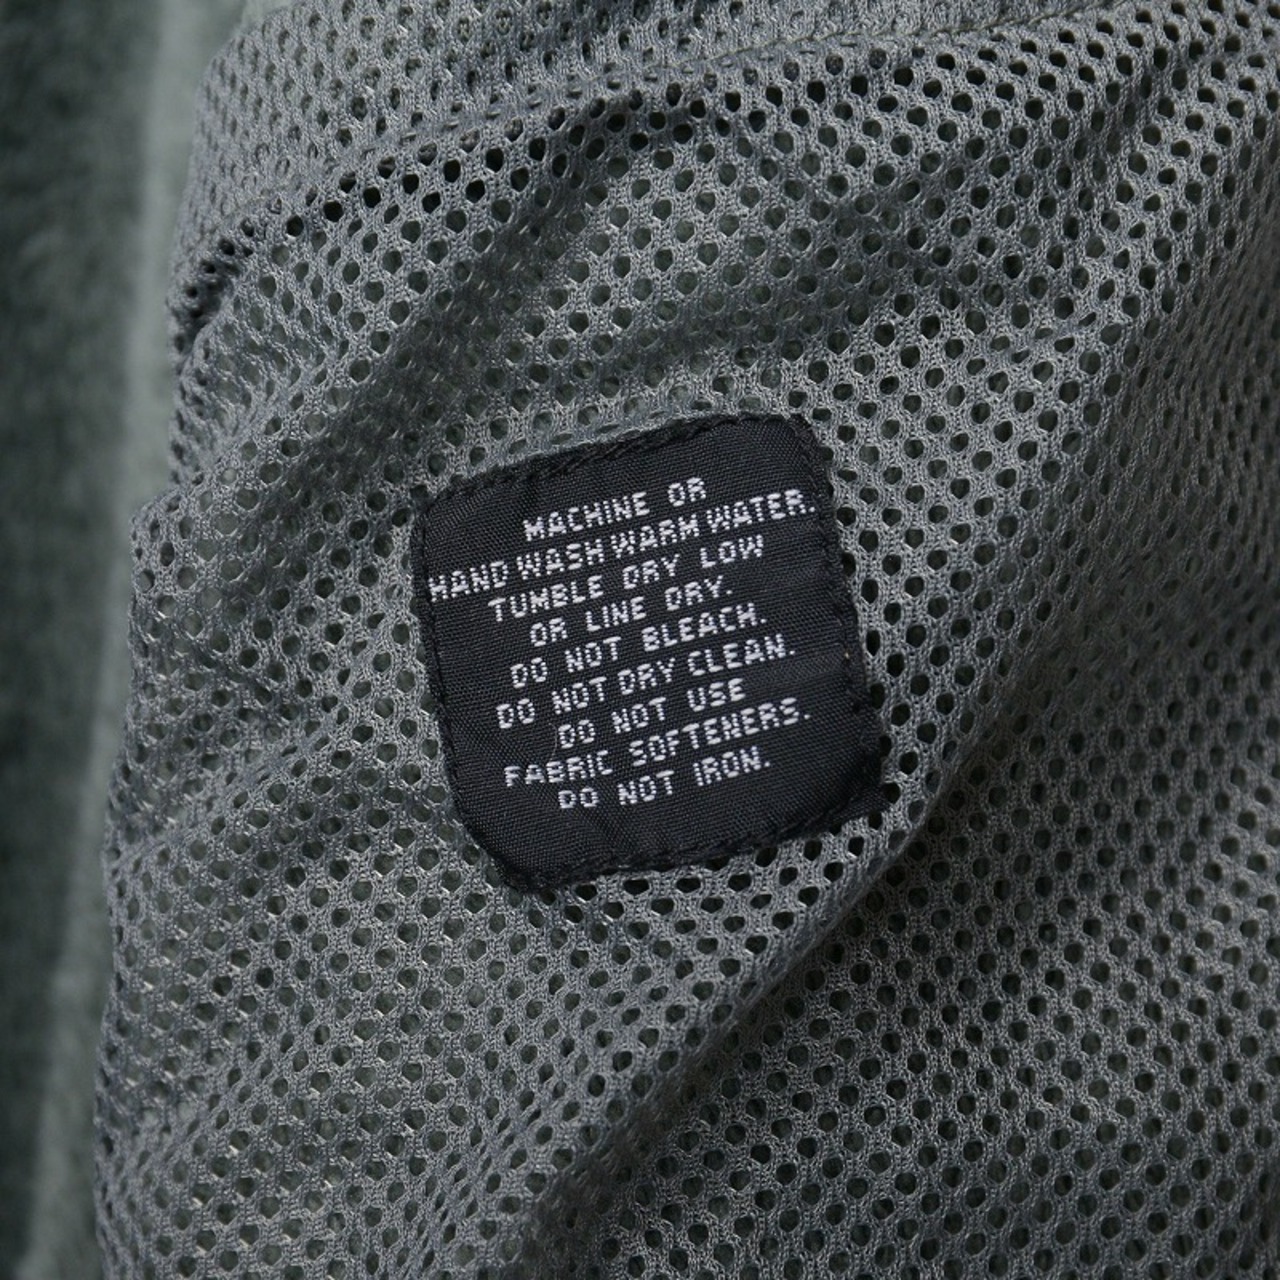 MACHINE OR
HAND WASH WARM WATER.
TUMBLE DRY LOW
OR LINE DRY.
DO NOT BLEACH.
DO NOT DRY CLEAN.
DO NOT USE
FABRIC SOFTENERS.
DO NOT IRON.